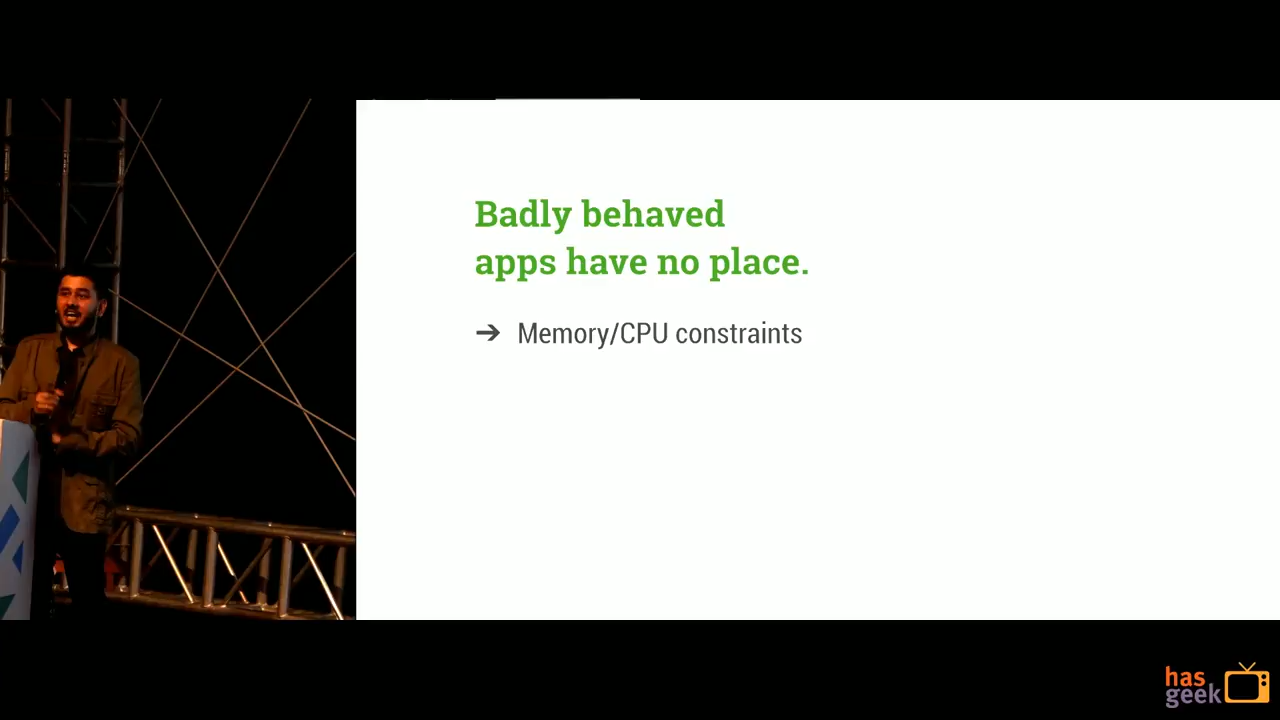 Badly behaved
apps have no place.
➔ Memory/CPU constraints
has
geek